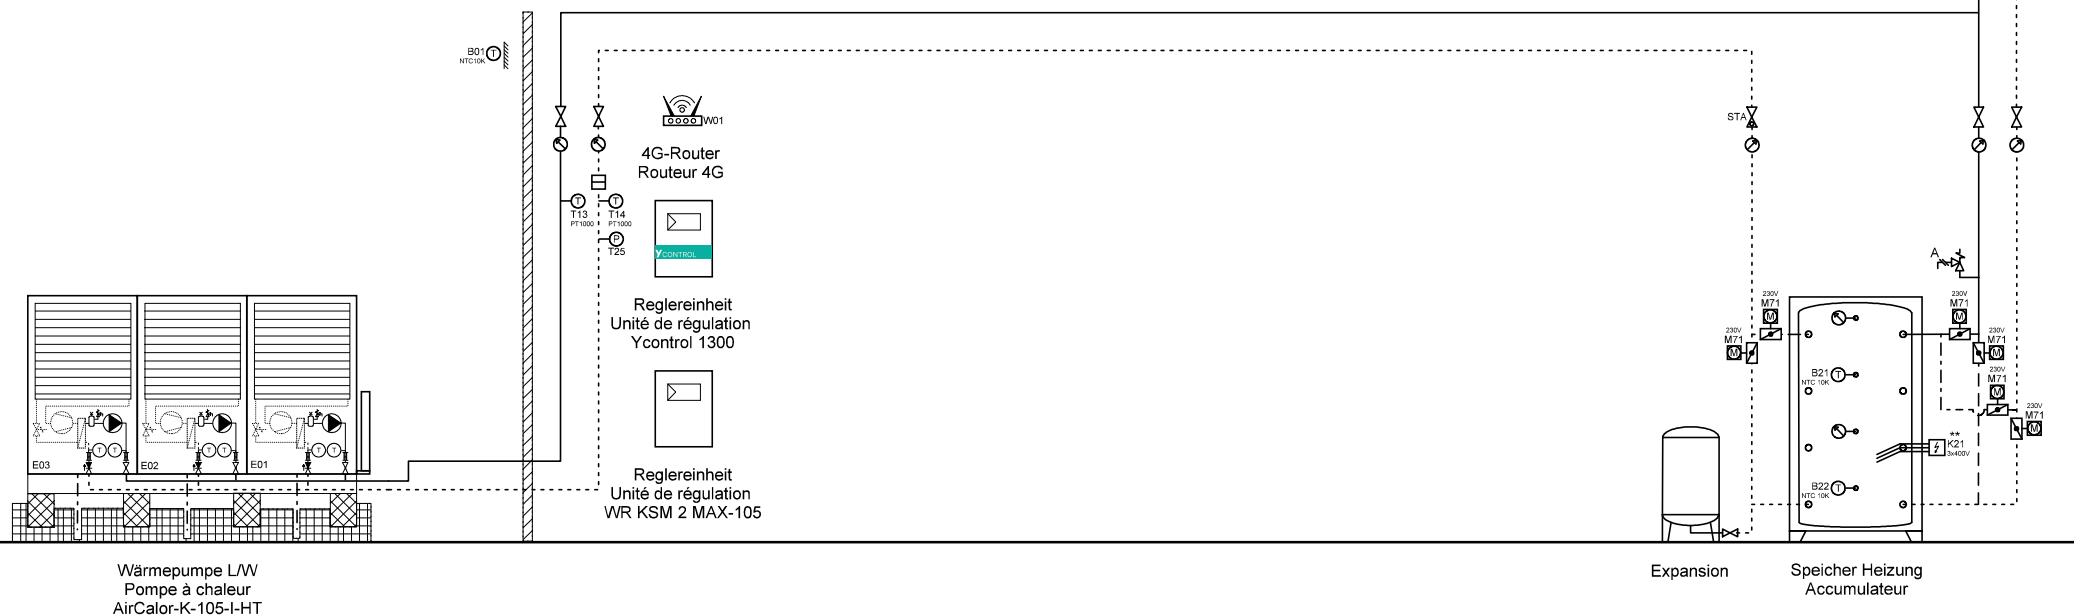 B01
T
NTC10K
W01
4G-Router
Routeur 4G
STA
T
T13
PT1000
T
T14
PT1000
P
T25
YCONTROL
Reglereinheit
Unité de régulation
Ycontrol 1300
Reglereinheit
Unité de régulation
WR KSM 2 MAX-105
T T
E03
T T
E02
T T
E01
Wärmepumpe L/W
Pompe à chaleur
AirCalor-K-105-I-HT
A
230V
M71
M
230V
M71
M
230V
M71
M
230V
M71
M
230V
M71
M
230V
M71
M
B21
T
NTC 10K
**
K21
3x400V
B22
T
NTC 10K
Expansion
Speicher Heizung
Accumulateur